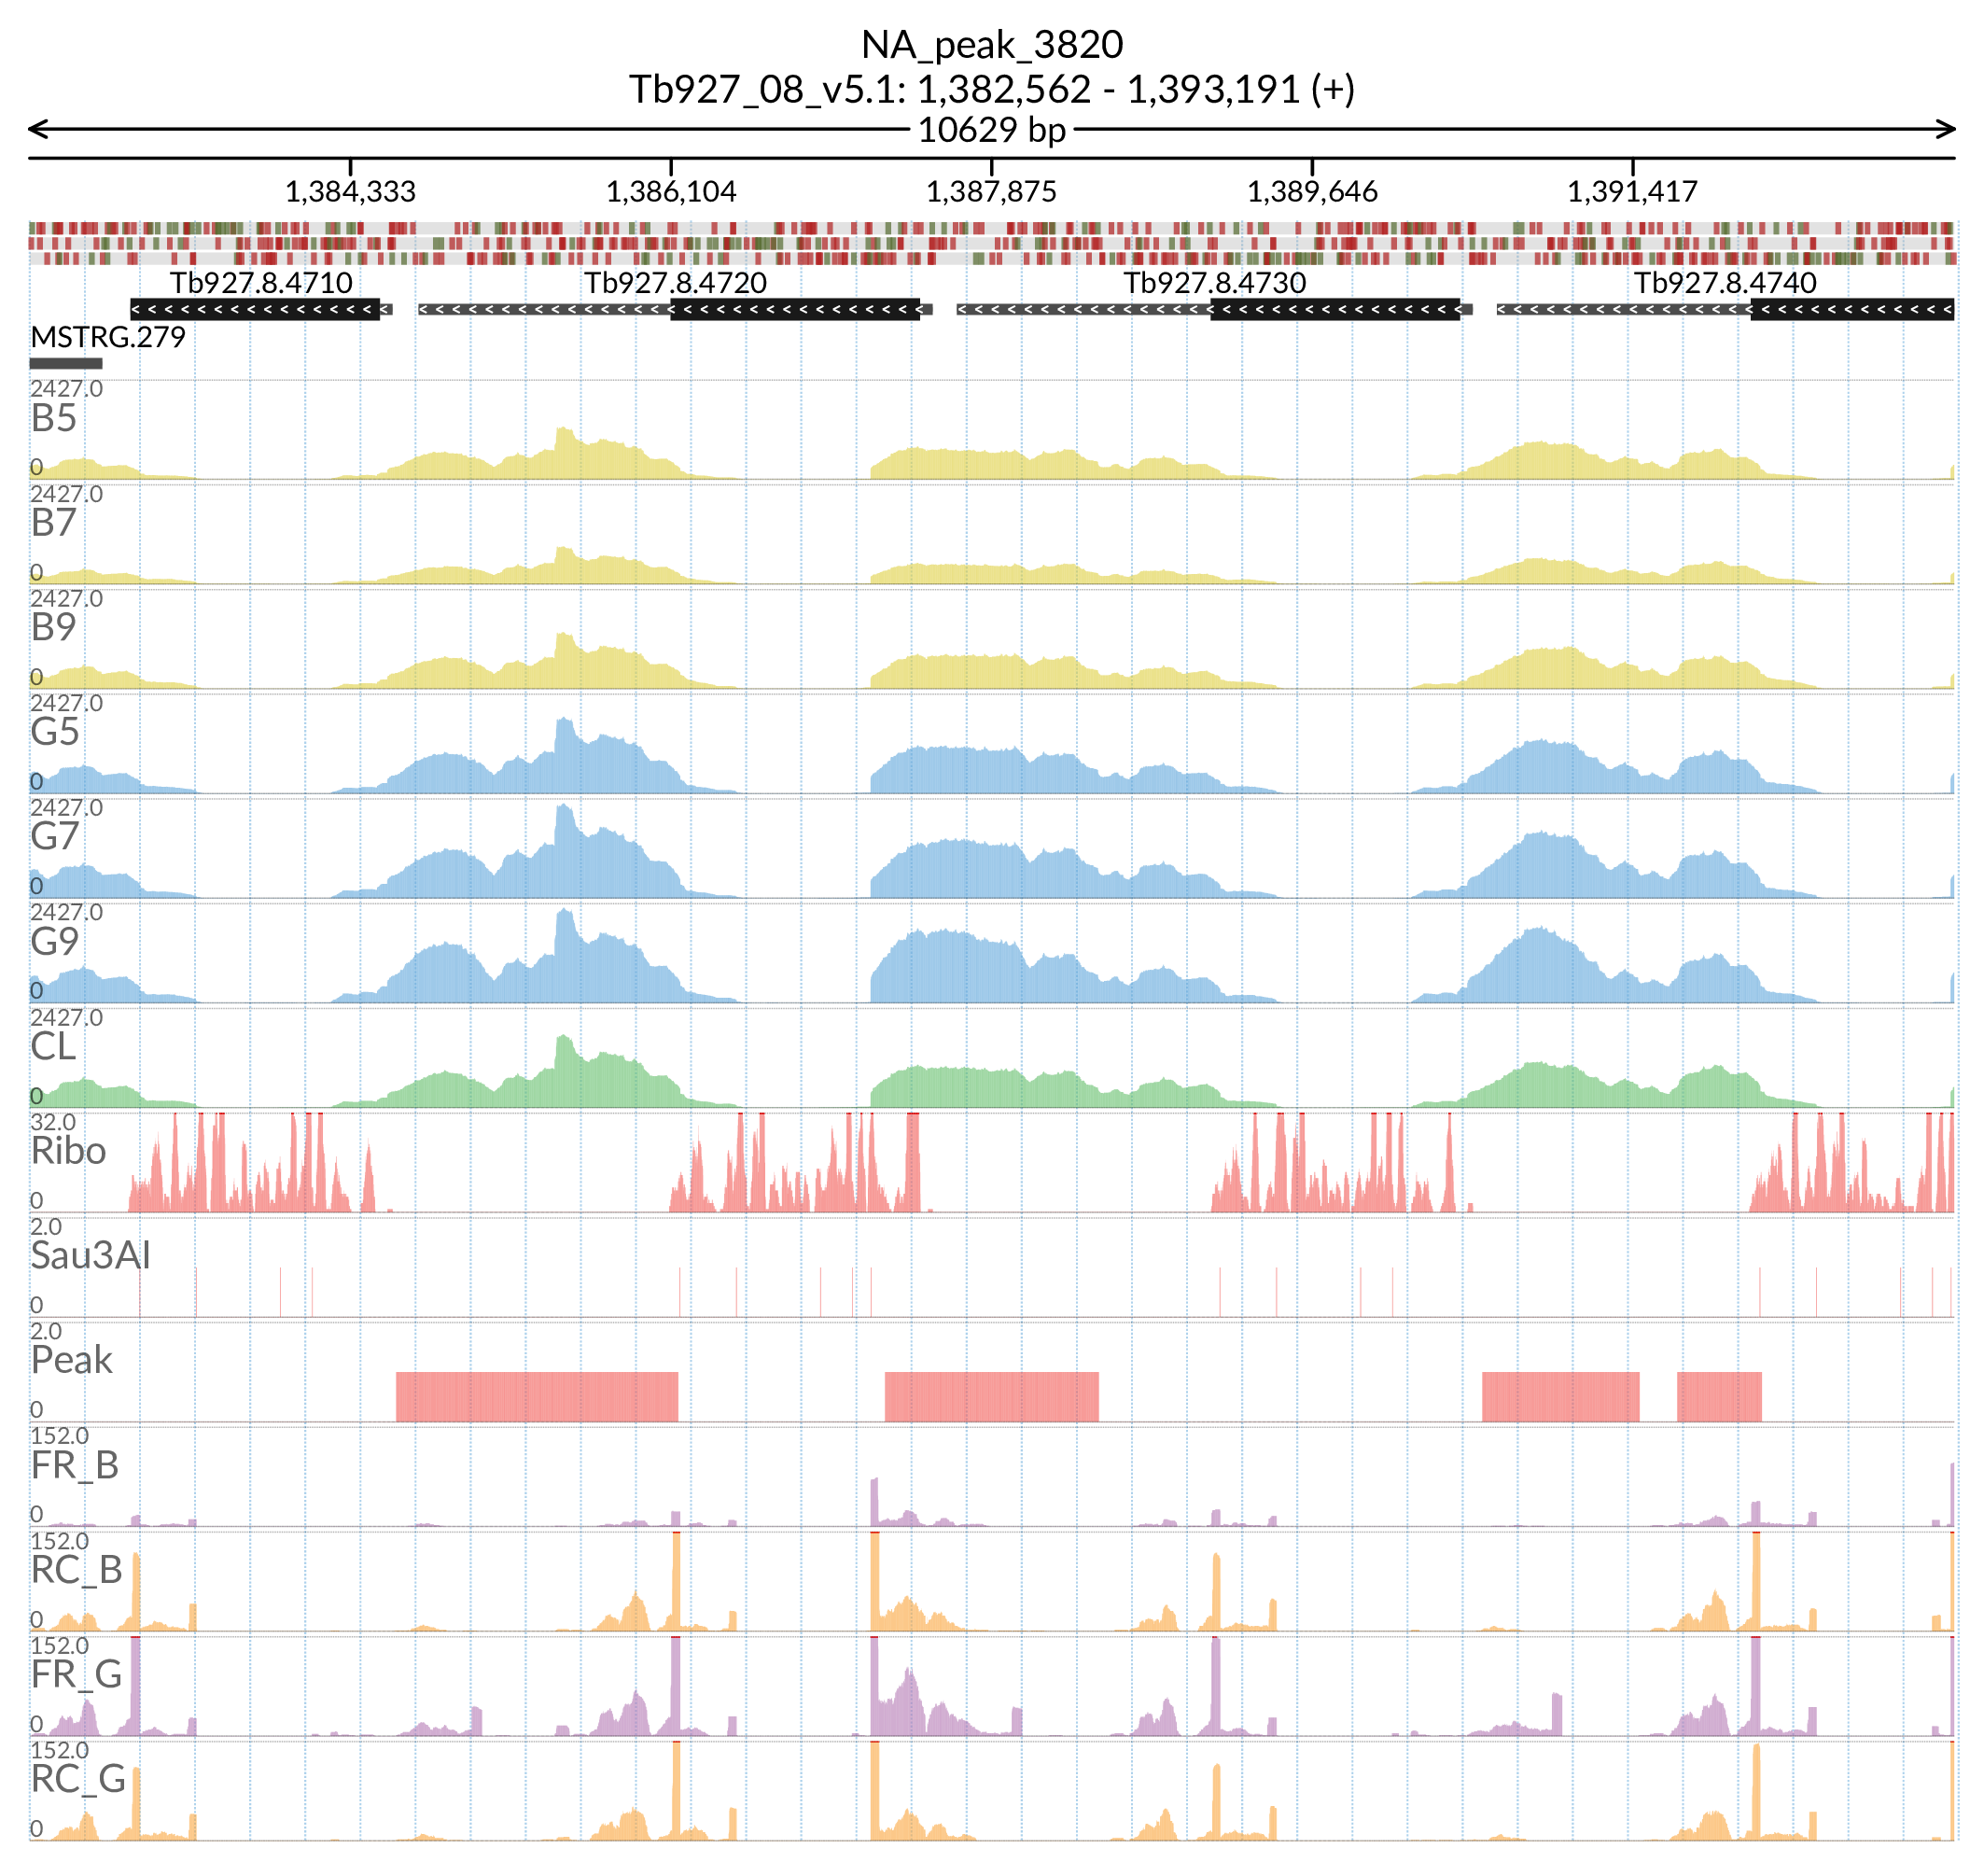 NA_peak_3820
Tb927_08_v5.1: 1,382,562 - 1,393,191 (+)
10629 bp
1,384,333 1,386,104 1,387,875 1,389,646 1,391,417
Tb927.8.4710 Tb927.8.4720 Tb927.8.4730 Tb927.8.4740
MSTRG.279
2427.0
B5
0
2427.0
B7
0
2427.0
B9
0
2427.0
G5
0
2427.0
G7
0
2427.0
G9
0
2427.0
CL
0
32.0
Ribo
0
2.0
Sau3AI
0
2.0
Peak
0
152.0
FR_B
0
152.0
RC_B
0
152.0
FR_G
0
152.0
RC_G
0